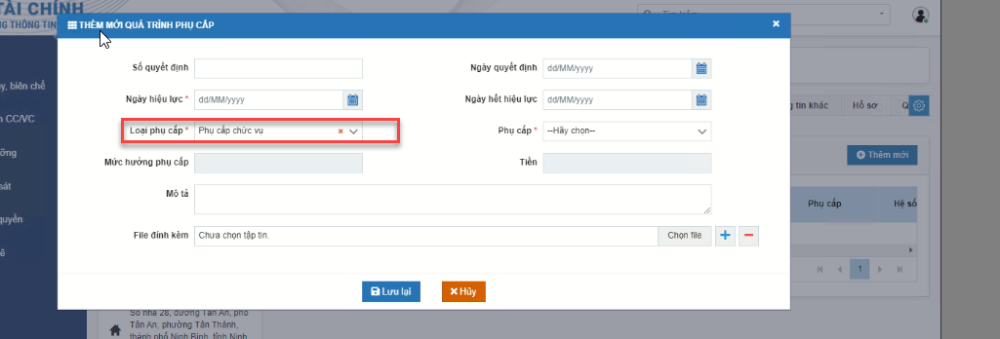 TÀI CHÍNH
G THÔNG TIN
THÊM MỚI QUÁ TRÌNH PHỤ CẤP
Số quyết định
Ngày quyết định dd/MM/yyyy
y, biên chế
Ngày hiệu lực * dd/MM/yyyy
Ngày hết hiệu lực dd/MM/yyyy
g tin khác Hồ sơ Q
n CC/VC
Loại phụ cấp * Phụ cấp chức vụ
Phụ cấp * --Hãy chọn--
ỡng
Mức hưởng phụ cấp
Tiền
Thêm mới
sát
Mô tả
Phụ cấp Hệ số
quyền
File đính kèm Chưa chọn tập tin. Chọn file
ê
1
Lưu lại Hủy
Số nhà 28, đường Tân An, phố
Tân An, phường Tân Thành,
thành phố Ninh Bình, tỉnh Ninh